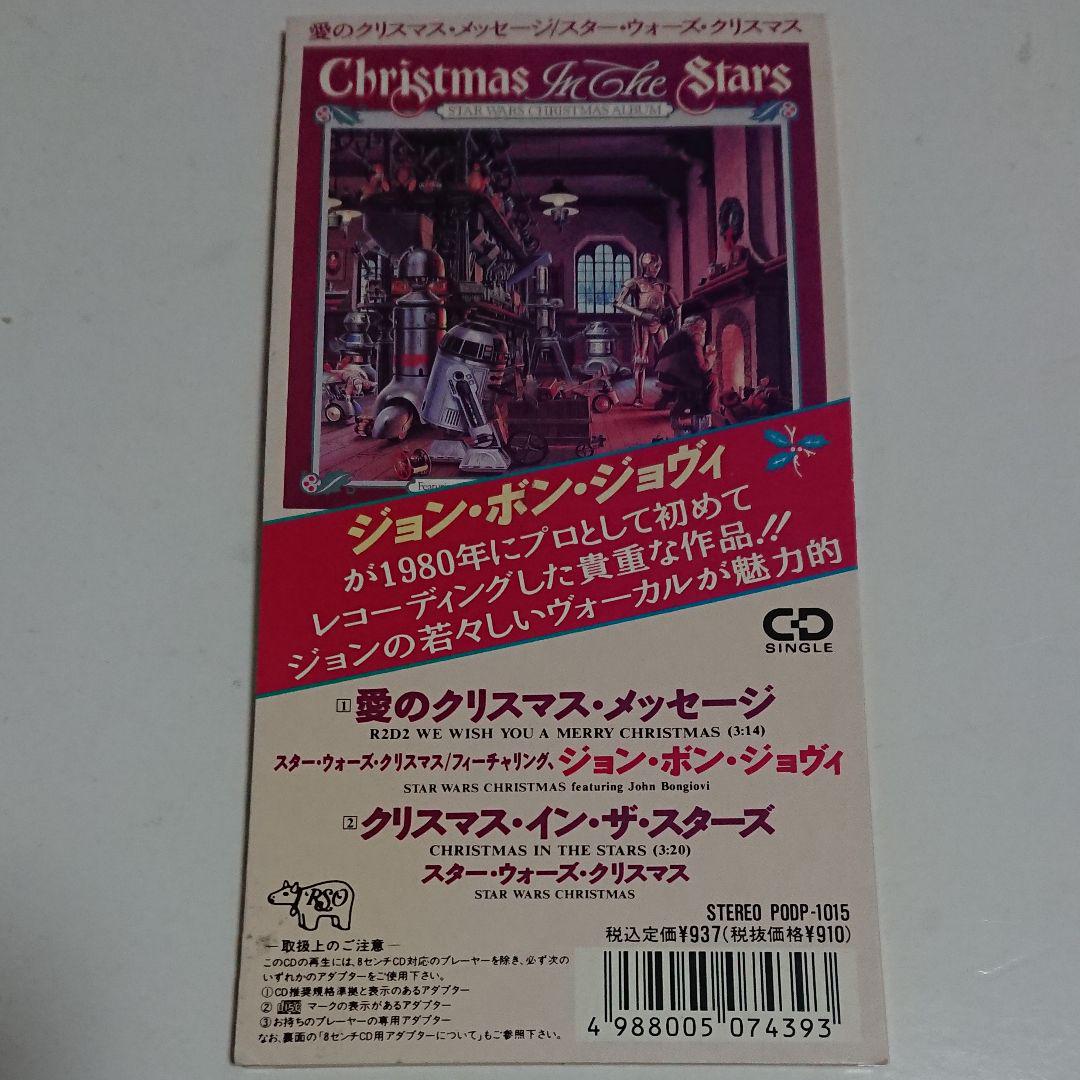 愛のクリスマス・メッセージ/スター・ウォーズ・クリスマス
Christmas In The Stars
STAR WARS CHRISTMAS ALBUM
ジョン・ボン・ジョヴィ
が1980年にプロとして初めて
レコーディングした貴重な作品!!
ジョンの若々しいヴォーカルが魅力的
CD
SINGLE
1 愛のクリスマス・メッセージ
R2D2 WE WISH YOU A MERRY CHRISTMAS (3:14)
スター・ウォーズ・クリスマス/フィーチャリング、ジョン・ボン・ジョヴィ
STAR WARS CHRISTMAS featuring John Bongiovi
2 クリスマス・イン・ザ・スターズ
CHRISTMAS IN THE STARS (3:20)
スター・ウォーズ・クリスマス
STAR WARS CHRISTMAS
RSO
STEREO PODP-1015
税込定価¥937(税抜価格¥910)
—取扱上のご注意—
このCDの再生には、8センチCD対応のプレーヤーを除き、必ず次の
いずれかのアダプターをご使用下さい。
①CD推奨規格準拠と表示のあるアダプター
② disc マークの表示があるアダプター
③お持ちのプレーヤーの専用アダプター
なお、裏面の「8センチCD用アダプターについて」もご参照下さい。
4 988005 074393